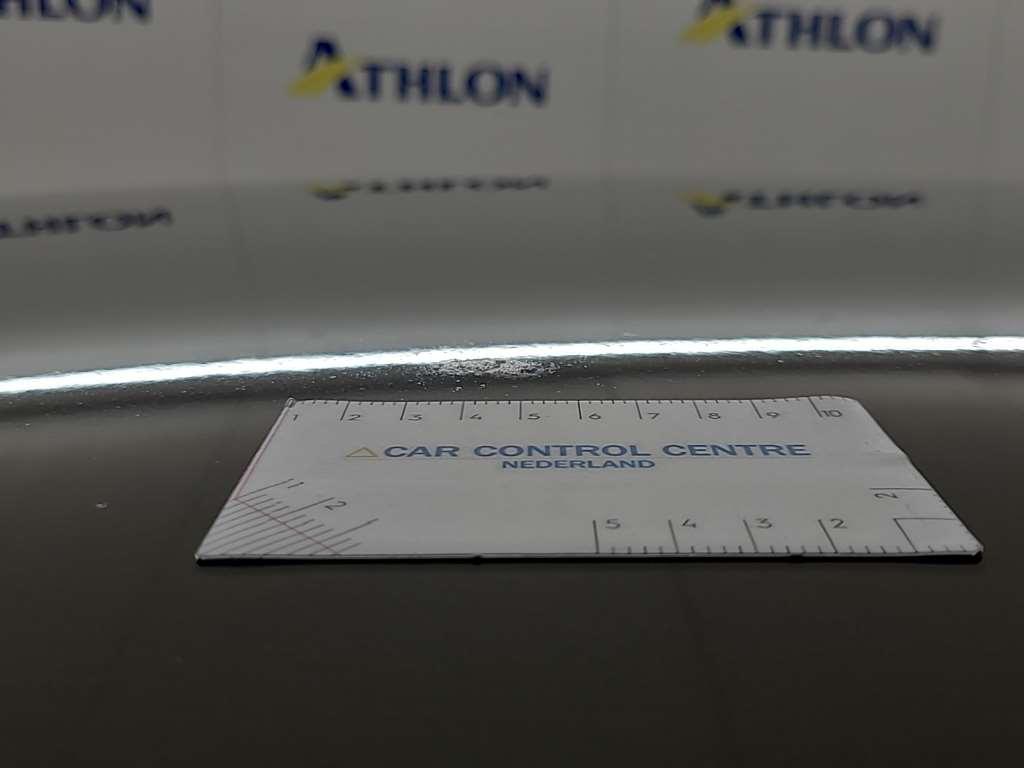 ATHLON
ATHLON
ATHLON
1 2 3 4 5 6 7 8 9 10
CAR CONTROL CENTRE
NEDERLAND
1 2
2
5 4 3 2